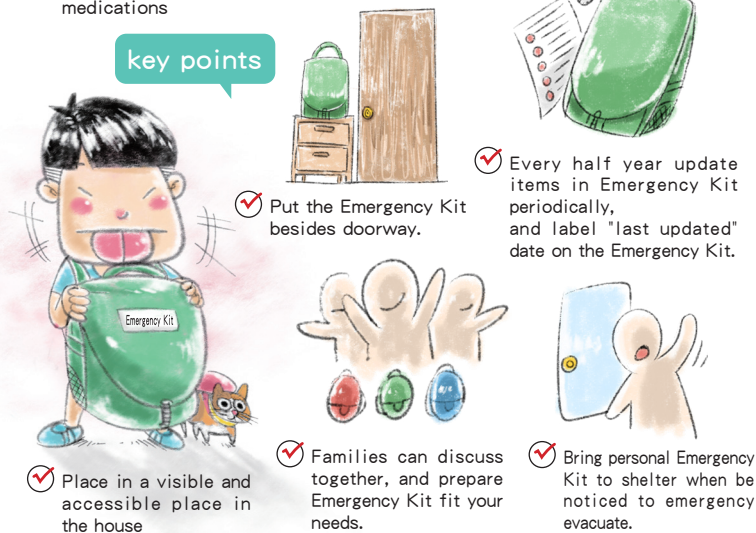 medications
key points
Put the Emergency Kit
besides doorway.
Every half year update
items in Emergency Kit
periodically,
and label "last updated"
date on the Emergency Kit.
Emergency Kit
Place in a visible and
accessible place in
the house
Families can discuss
together, and prepare
Emergency Kit fit your
needs.
Bring personal Emergency
Kit to shelter when be
noticed to emergency
evacuate.